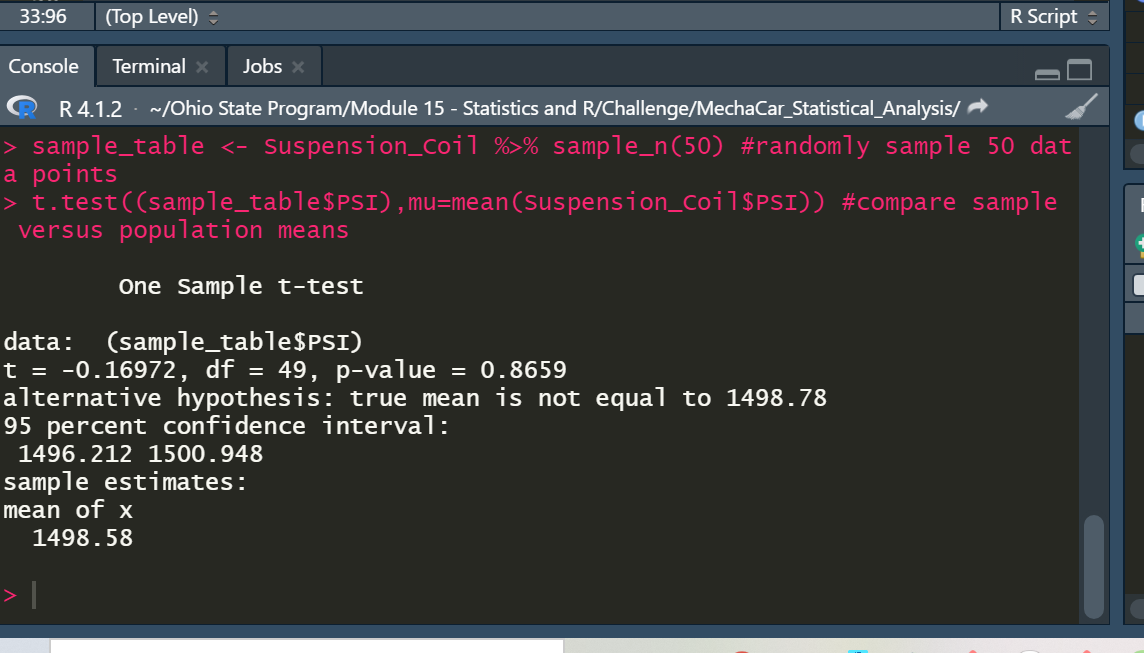 33:96 (Top Level) R Script
Console Terminal Jobs
R R 4.1.2 · ~/Ohio State Program/Module 15 - Statistics and R/Challenge/MechaCar_Statistical_Analysis/
> sample_table <- Suspension_Coil %>% sample_n(50) #randomly sample 50 dat
a points
> t.test((sample_table$PSI),mu=mean(Suspension_Coil$PSI)) #compare sample
versus population means
One Sample t-test
data:  (sample_table$PSI)
t = -0.16972, df = 49, p-value = 0.8659
alternative hypothesis: true mean is not equal to 1498.78
95 percent confidence interval:
1496.212 1500.948
sample estimates:
mean of x
1498.58
>